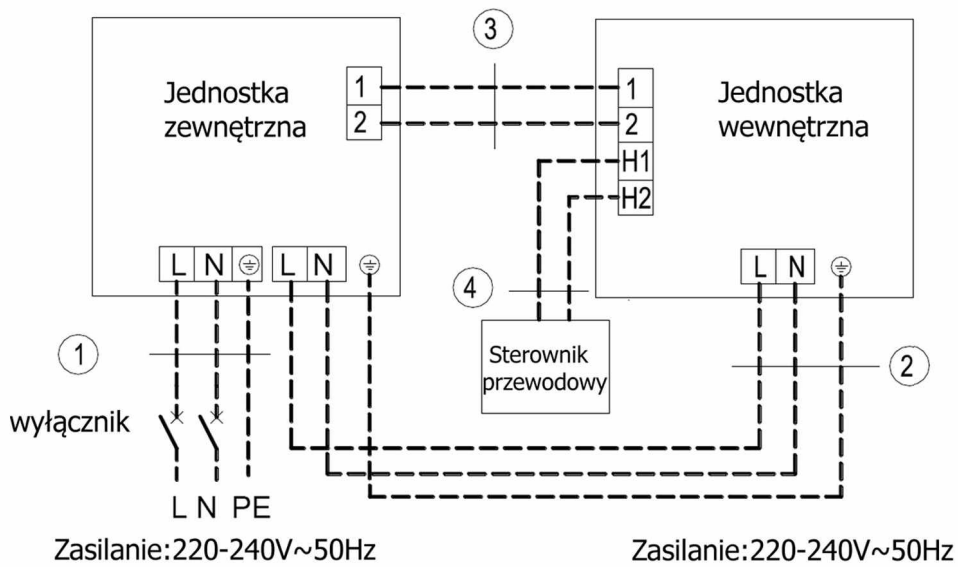 3
Jednostka
zewnętrzna
1
2
1
2
H1
H2
Jednostka
wewnętrzna
L N
L N
L N
4
1
Sterownik
przewodowy
2
wyłącznik
L N PE
Zasilanie:220-240V~50Hz
Zasilanie:220-240V~50Hz